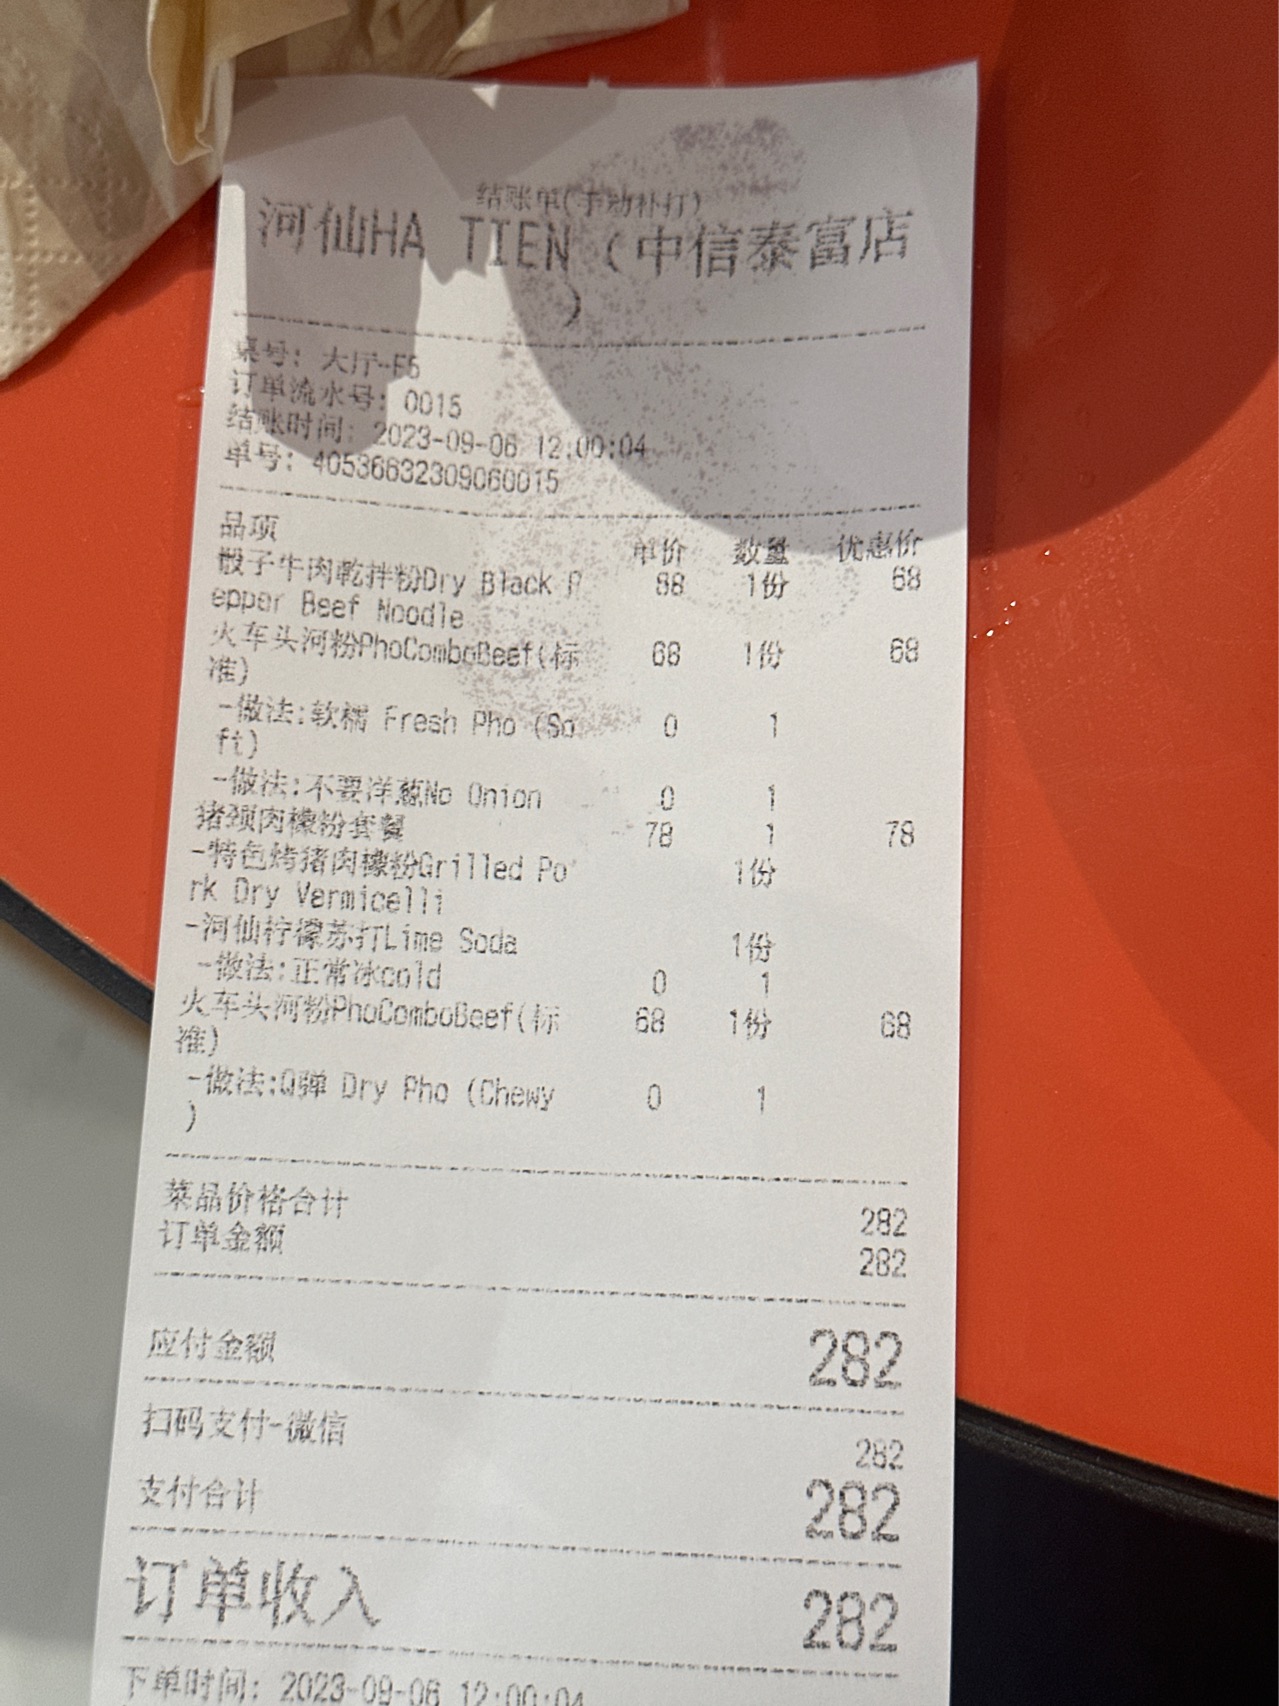 结账单(手动补打)
河仙HA TIEN（中信泰富店
）
桌号: 大厅-F6
订单流水号: 0015
结账时间: 2023-09-06 12:00:04
单号: 40536632309060015
品项 单价 数量 优惠价
骰子牛肉乾拌粉Dry Black P 68 1份 68
epper Beef Noodle
火车头河粉PhoComboBeef(标 68 1份 68
准)
-做法:软糯 Fresh Pho (So 0 1
ft)
-做法:不要洋葱No Onion 0 1
猪颈肉檬粉套餐 78 1 78
-特色烤猪肉檬粉Grilled Po 1份
rk Dry Vermicelli
-河仙柠檬苏打Lime Soda 1份
-做法:正常冰cold 0 1
火车头河粉PhoComboBeef(标 68 1份 68
准)
-做法:Q弹 Dry Pho (Chewy 0 1
)
菜品价格合计 282
订单金额 282
应付金额 282
扫码支付-微信 282
支付合计 282
订单收入 282
下单时间: 2023-09-06 12:00:04